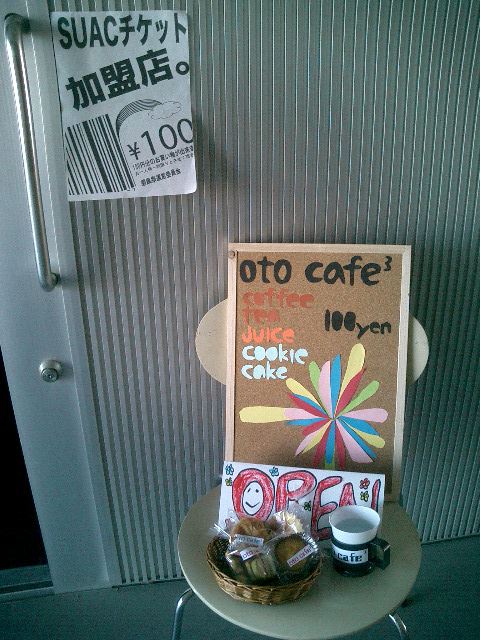 SUACチケット
加盟店。
¥100
oto cafe³
coffee
tea
juice
100yen
cookie
cake
OPEN!
cafe